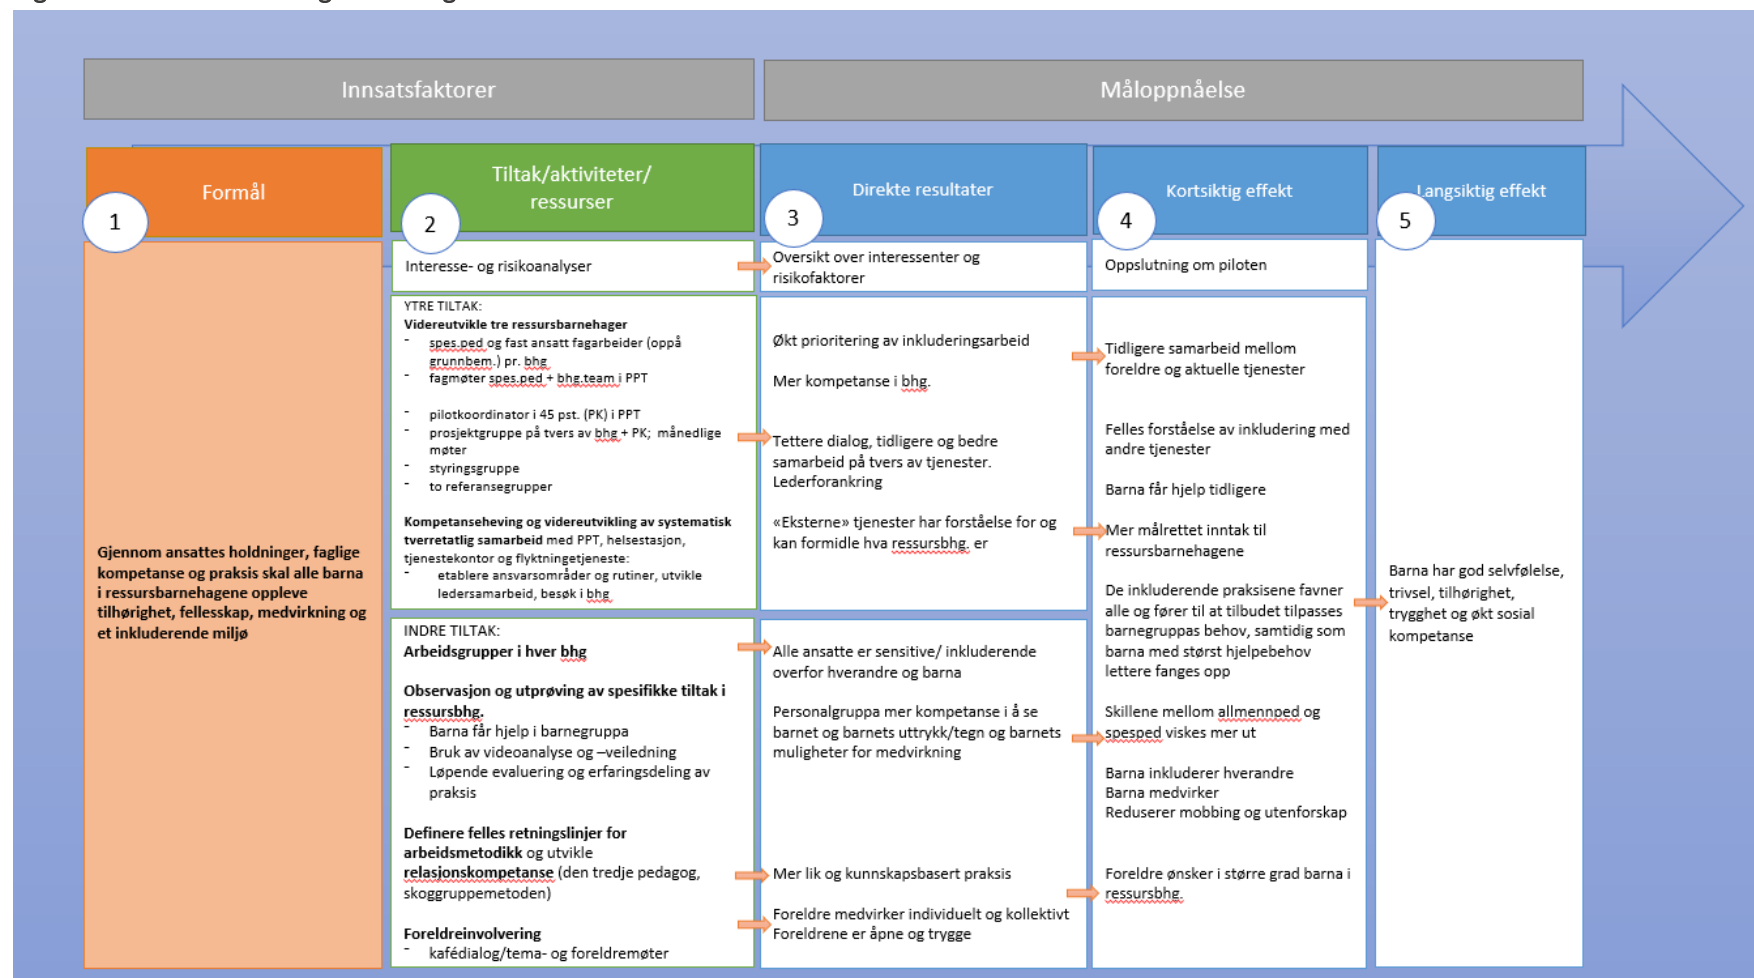 Innsatsfaktorer
Måloppnåelse
Formål
1
Tiltak/aktiviteter/
ressurser
2
Direkte resultater
3
Kortsiktig effekt
4
Langsiktig effekt
5
Gjennom ansattes holdninger, faglige
kompetanse og praksis skal alle barna
i ressursbarnehagene oppleve
tilhørighet, fellesskap, medvirkning og
et inkluderende miljø
Interesse- og risikoanalyser
YTRE TILTAK:
Videreutvikle tre ressursbarnehager
- spes.ped og fast ansatt fagarbeider (oppå
grunnbem.) pr. bhg
- fagmøter spes.ped + bhg.team i PPT
- pilotkoordinator i 45 pst. (PK) i PPT
- prosjektgruppe på tvers av bhg + PK; månedlige
møter
- styringsgruppe
- to referansegrupper
Kompetanseheving og videreutvikling av systematisk
tverretatlig samarbeid med PPT, helsestasjon,
tjenestekontor og flyktningetjeneste:
- etablere ansvarsområder og rutiner, utvikle
ledersamarbeid, besøk i bhg
INDRE TILTAK:
Arbeidsgrupper i hver bhg
Observasjon og utprøving av spesifikke tiltak i
ressursbhg.
- Barna får hjelp i barnegruppa
- Bruk av videoanalyse og –veiledning
- Løpende evaluering og erfaringsdeling av
praksis
Definere felles retningslinjer for
arbeidsmetodikk og utvikle
relasjonskompetanse (den tredje pedagog,
skoggruppemetoden)
Foreldreinvolvering
- kafédialog/tema- og foreldremøter
Oversikt over interessenter og
risikofaktorer
Økt prioritering av inkluderingsarbeid
Mer kompetanse i bhg.
Tettere dialog, tidligere og bedre
samarbeid på tvers av tjenester.
Lederforankring
«Eksterne» tjenester har forståelse for og
kan formidle hva ressursbhg. er
Alle ansatte er sensitive/ inkluderende
overfor hverandre og barna
Personalgruppa mer kompetanse i å se
barnet og barnets uttrykk/tegn og barnets
muligheter for medvirkning
Mer lik og kunnskapsbasert praksis
Foreldre medvirker individuelt og kollektivt
Foreldrene er åpne og trygge
Oppslutning om piloten
Tidligere samarbeid mellom
foreldre og aktuelle tjenester
Felles forståelse av inkludering med
andre tjenester
Barna får hjelp tidligere
Mer målrettet inntak til
ressursbarnehagene
De inkluderende praksisene favner
alle og fører til at tilbudet tilpasses
barnegruppas behov, samtidig som
barna med størst hjelpebehov
lettere fanges opp
Skillene mellom allmennped og
spesped viskes mer ut
Barna inkluderer hverandre
Barna medvirker
Reduserer mobbing og utenforskap
Foreldre ønsker i større grad barna i
ressursbhg.
Barna har god selvfølelse,
trivsel, tilhørighet,
trygghet og økt sosial
kompetanse